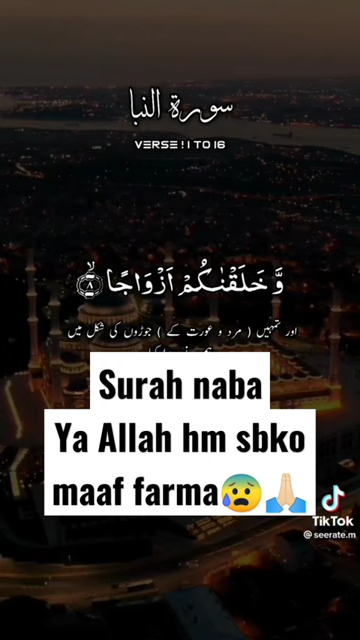 سورة النبا
VERSE ! 1 TO 16
وَّ خَلَقْنٰكُمْ اَزْوَاجًا ۙ‏﴿۸﴾
اور تمہیں ( مرد و عورت کے ) جوڑوں کی شکل میں
Surah naba
Ya Allah hm sbko
maaf farma😰🙏🏻
TikTok
@seerate.m